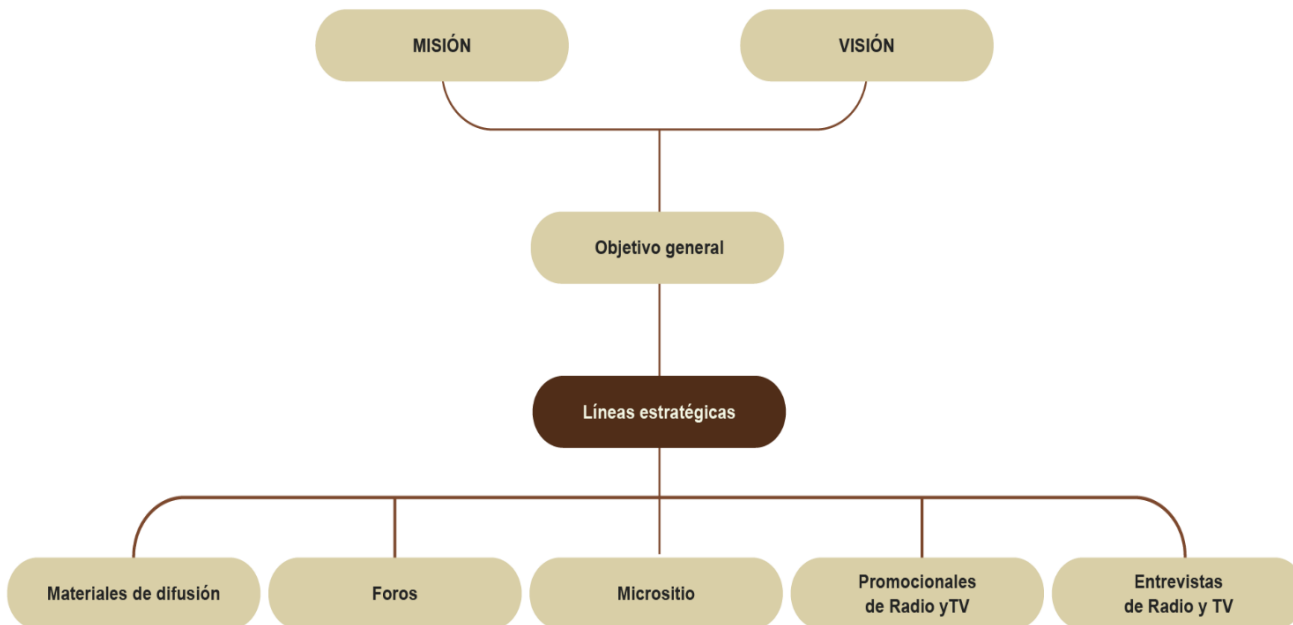 MISIÓN
VISIÓN
Objetivo general
Líneas estratégicas
Materiales de difusión
Foros
Micrositio
Promocionales
de Radio yTV
Entrevistas
de Radio y TV